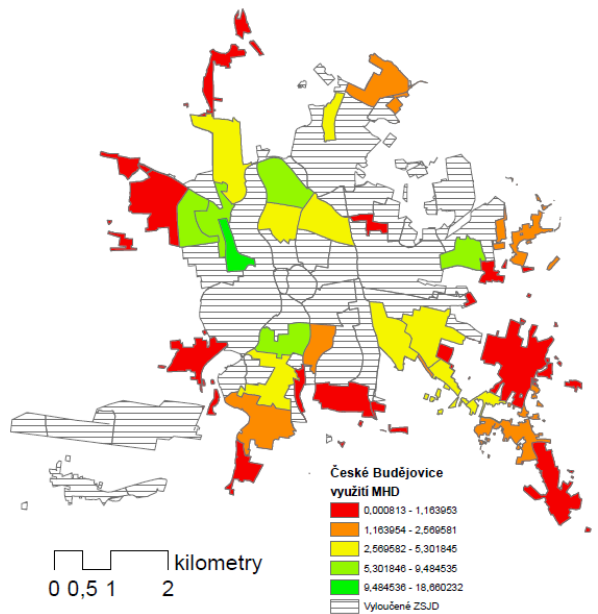 České Budějovice
využití MHD
0,000813 - 1,163953
1,163954 - 2,569581
2,569582 - 5,301845
5,301846 - 9,484535
9,484536 - 18,660232
Vyloučené ZSJD
kilometry
0 0,5 1 2